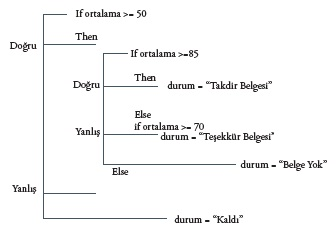 If ortalama >= 50
Doğru
Then
If ortalama >=85
Doğru
Then
durum = “Takdir Belgesi”
Else
if ortalama >= 70
Yanlış
durum = “Teşekkür Belgesi”
durum = “Belge Yok”
Else
Yanlış
durum = “Kaldı”